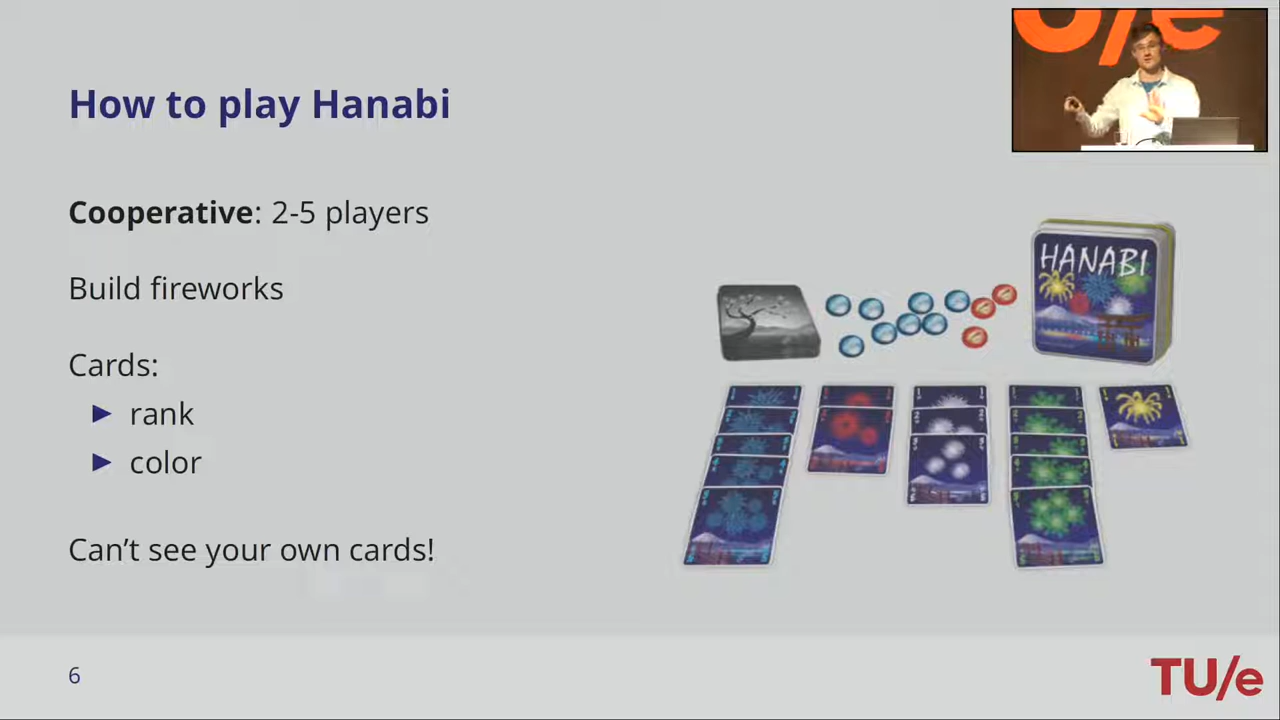 How to play Hanabi
U/e
Cooperative: 2-5 players
Build fireworks
Cards:
► rank
► color
Can't see your own cards!
HANABI
6
TU/e